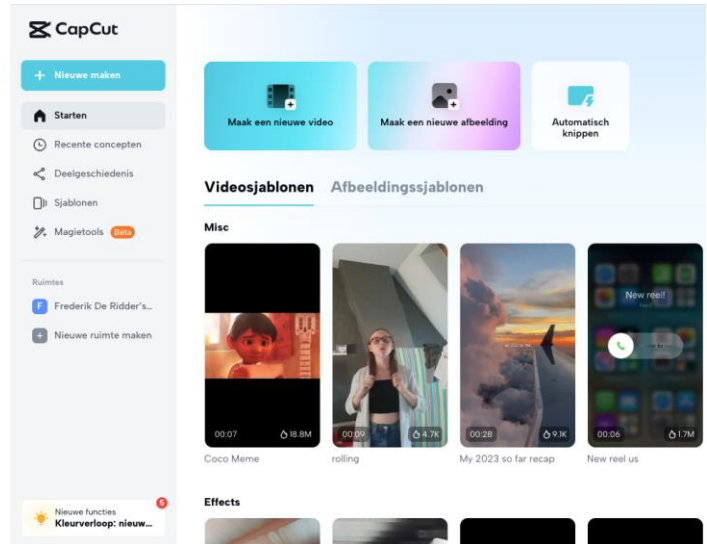 CapCut
Nieuwe maken
Starten
Recente concepten
Deelgeschiedenis
Sjablonen
Magietools Bèta
Ruimtes
F Frederik De Ridder's...
Nieuwe ruimte maken
Nieuwe functies
5
Kleurverloop: nieuw...
Maak een nieuwe video
Maak een nieuwe afbeelding
Automatisch
knippen
Videosjablonen Afbeeldingssjablonen
Misc
New reel!
00:07 18.8M
00:09 4.7K
00:28 9.1K
00:06 1.7M
Coco Meme
rolling
My 2023 so far recap
New reel us
Effects